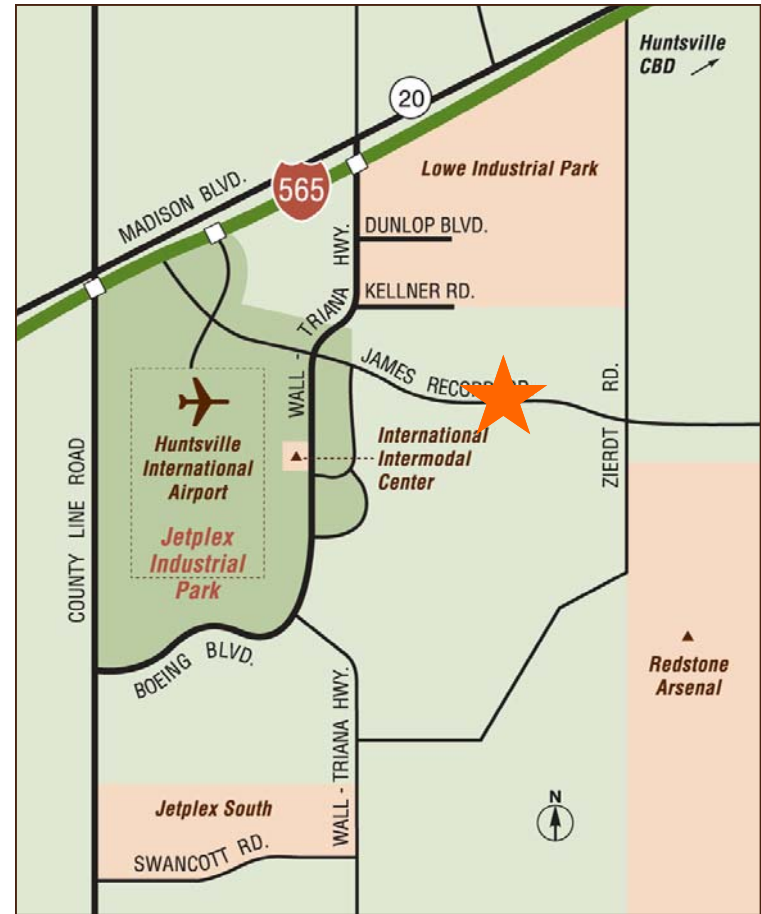 Huntsville
CBD
20
Lowe Industrial Park
565
MADISON BLVD.
DUNLOP BLVD.
KELLNER RD.
WALL - TRIANA HWY.
JAMES RECORD
ZIERDT RD.
Huntsville
International
Airport
International
Intermodal
Center
Jetplex
Industrial
Park
COUNTY LINE ROAD
BOEING BLVD.
Redstone
Arsenal
WALL - TRIANA HWY.
Jetplex South
N
SWANCOTT RD.